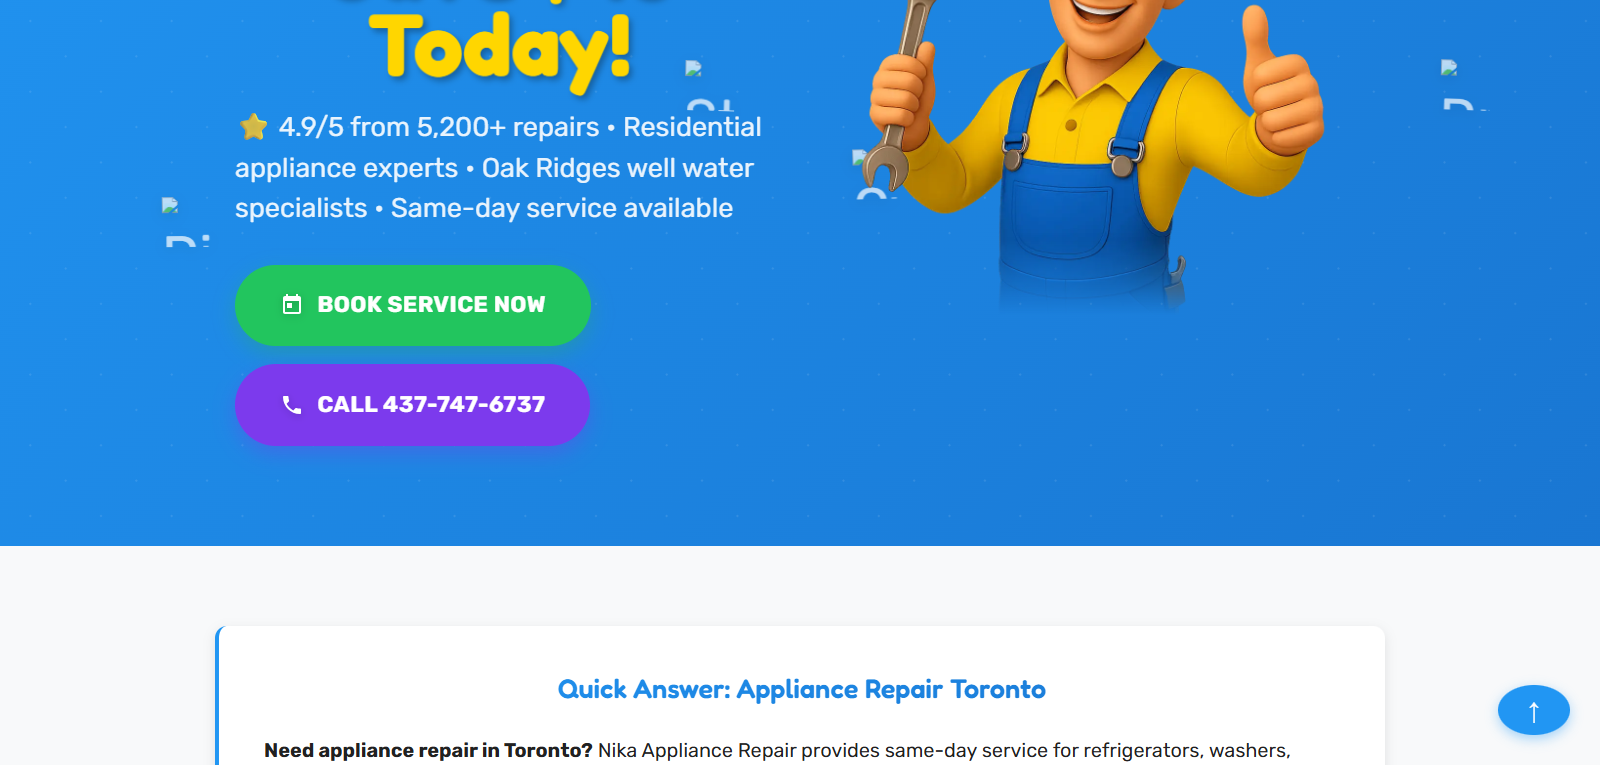 Today!
4.9/5 from 5,200+ repairs • Residential
appliance experts • Oak Ridges well water
specialists • Same-day service available
BOOK SERVICE NOW
CALL 437-747-6737
Quick Answer: Appliance Repair Toronto
Need appliance repair in Toronto? Nika Appliance Repair provides same-day service for refrigerators, washers,